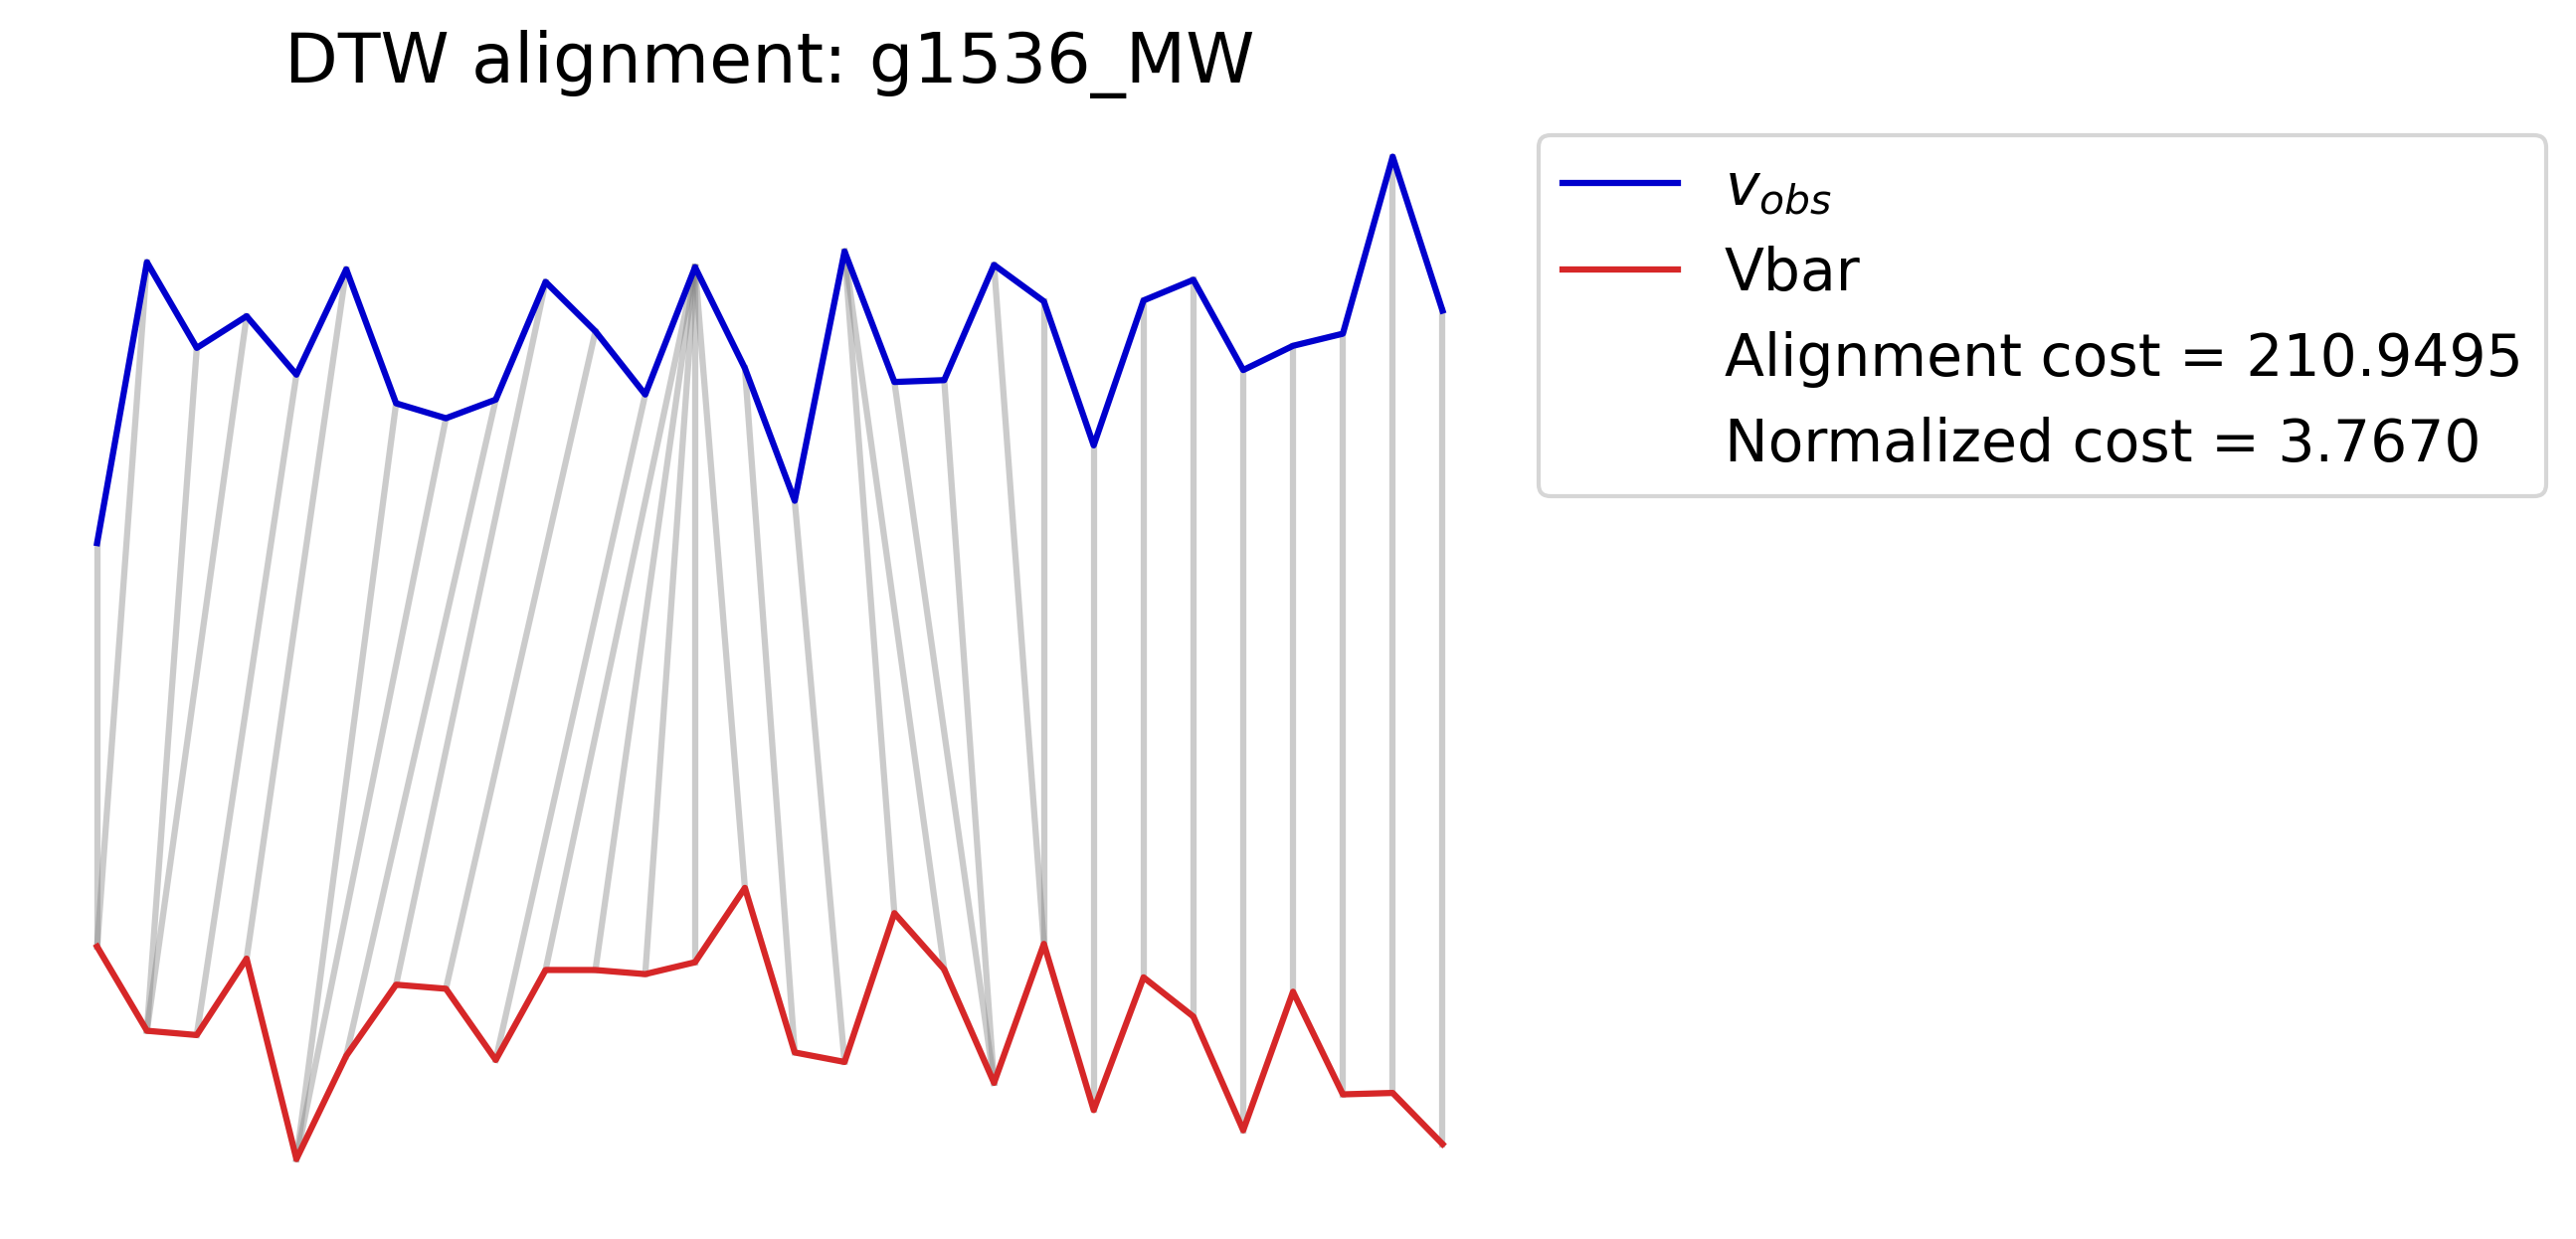 DTW alignment: g1536_MW
v_obs
Vbar
Alignment cost = 210.9495
Normalized cost = 3.7670